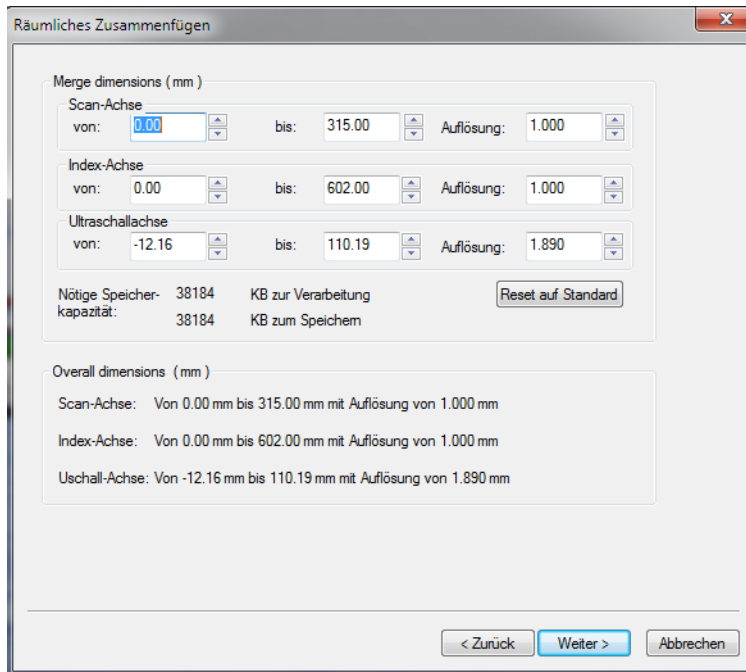 Räumliches Zusammenfügen
Merge dimensions ( mm )
Scan-Achse
von: 0.00 bis: 315.00 Auflösung: 1.000
Index-Achse
von: 0.00 bis: 602.00 Auflösung: 1.000
Ultraschallachse
von: -12.16 bis: 110.19 Auflösung: 1.890
Nötige Speicher- 38184 KB zur Verarbeitung Reset auf Standard
kapazität:
38184 KB zum Speichern
Overall dimensions ( mm )
Scan-Achse: Von 0.00 mm bis 315.00 mm mit Auflösung von 1.000 mm
Index-Achse: Von 0.00 mm bis 602.00 mm mit Auflösung von 1.000 mm
Uschall-Achse: Von -12.16 mm bis 110.19 mm mit Auflösung von 1.890 mm
< Zurück Weiter > Abbrechen